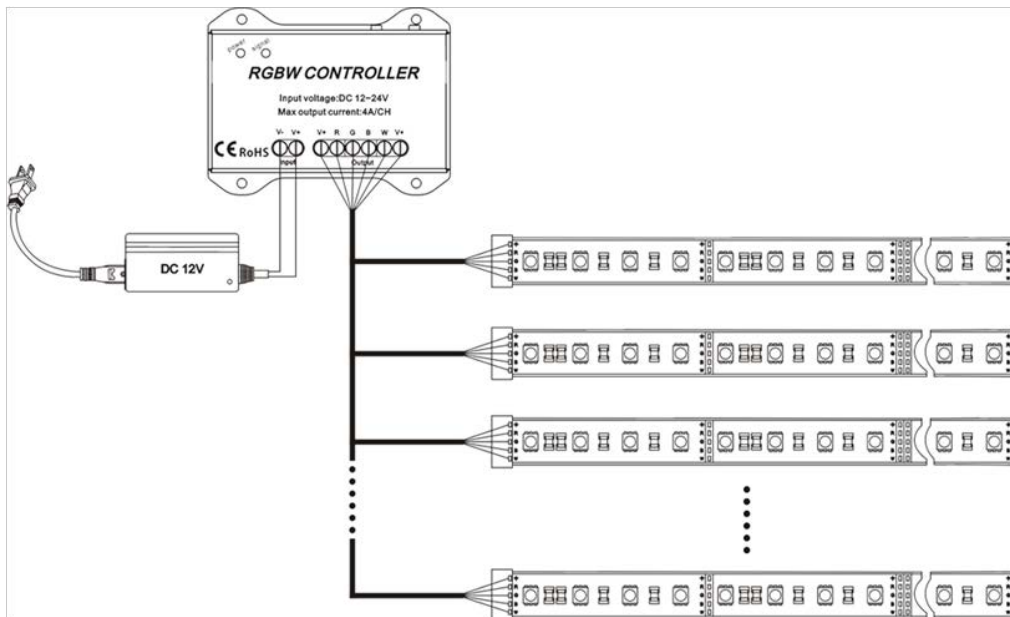 power signal
RGBW CONTROLLER
Input voltage:DC 12~24V
Max output current:4A/CH
V- V+ V+ R G B W V+
CE RoHS
Input Output
DC 12V